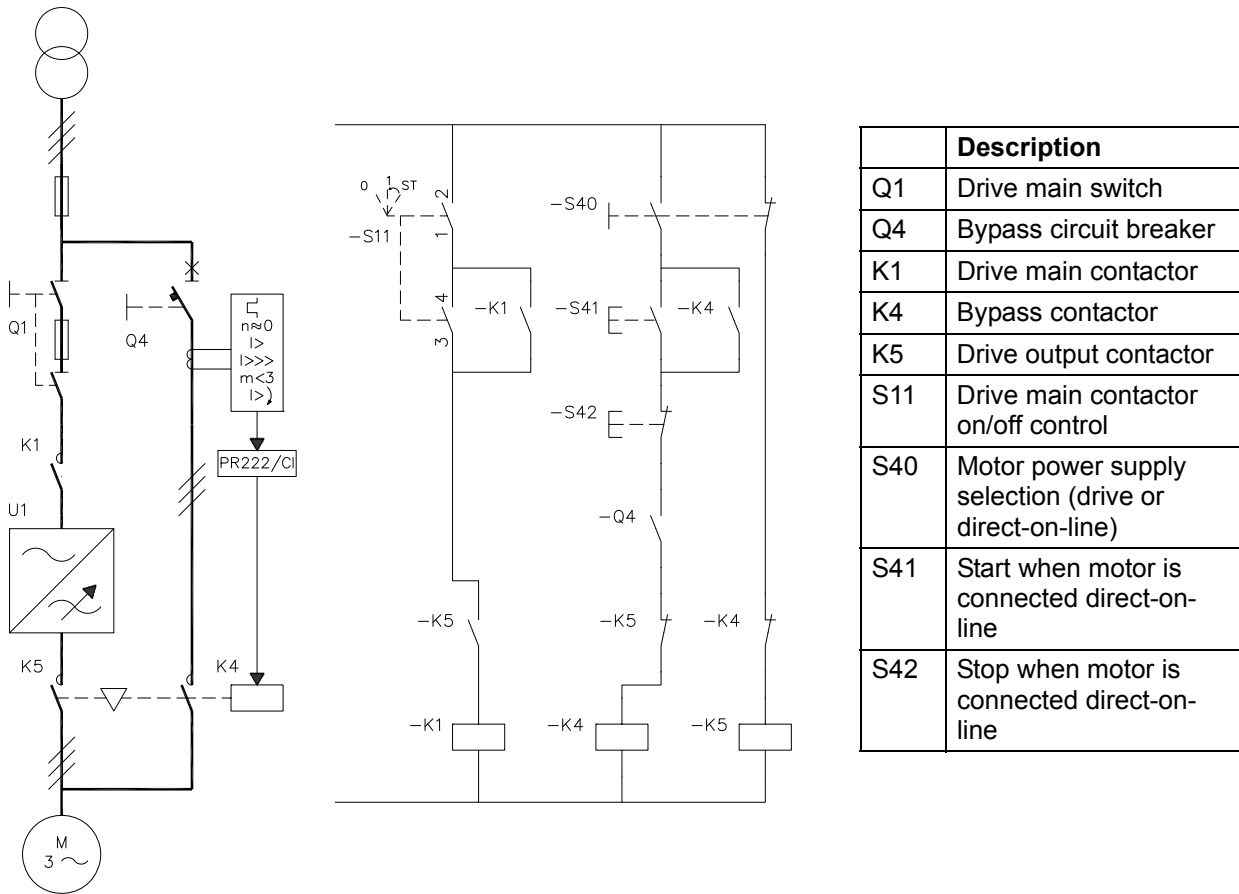 Q1
Q4
n≈0
I>
I>>>
m<3
I>
K1
PR222/CI
U1
K5
K4
M
3 ~
0 1 ST
2
1
-S11
4
3
-K1
-S40
-S41
-K4
-S42
-Q4
-K5
-K5
-K4
-K1
-K4
-K5
Description
Q1 Drive main switch
Q4 Bypass circuit breaker
K1 Drive main contactor
K4 Bypass contactor
K5 Drive output contactor
S11 Drive main contactor
on/off control
S40 Motor power supply
selection (drive or
direct-on-line)
S41 Start when motor is
connected direct-on-
line
S42 Stop when motor is
connected direct-on-
line